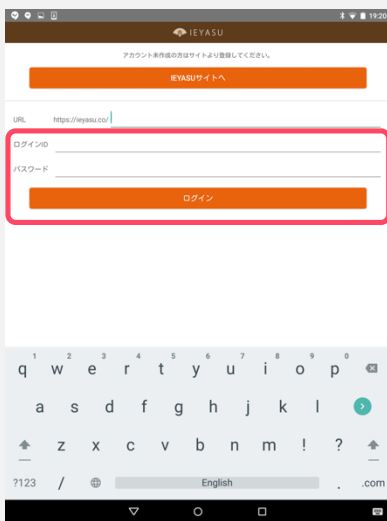 19:20
IEYASU
アカウント未作成の方はサイトより登録してください。
IEYASUサイトへ
URL https://ieyasu.co/
ログインID
パスワード
ログイン
1 2 3 4 5 6 7 8 9 0
q w e r t y u i o p
a s d f g h j k l
z x c v b n m ! ?
?123 / English . .com